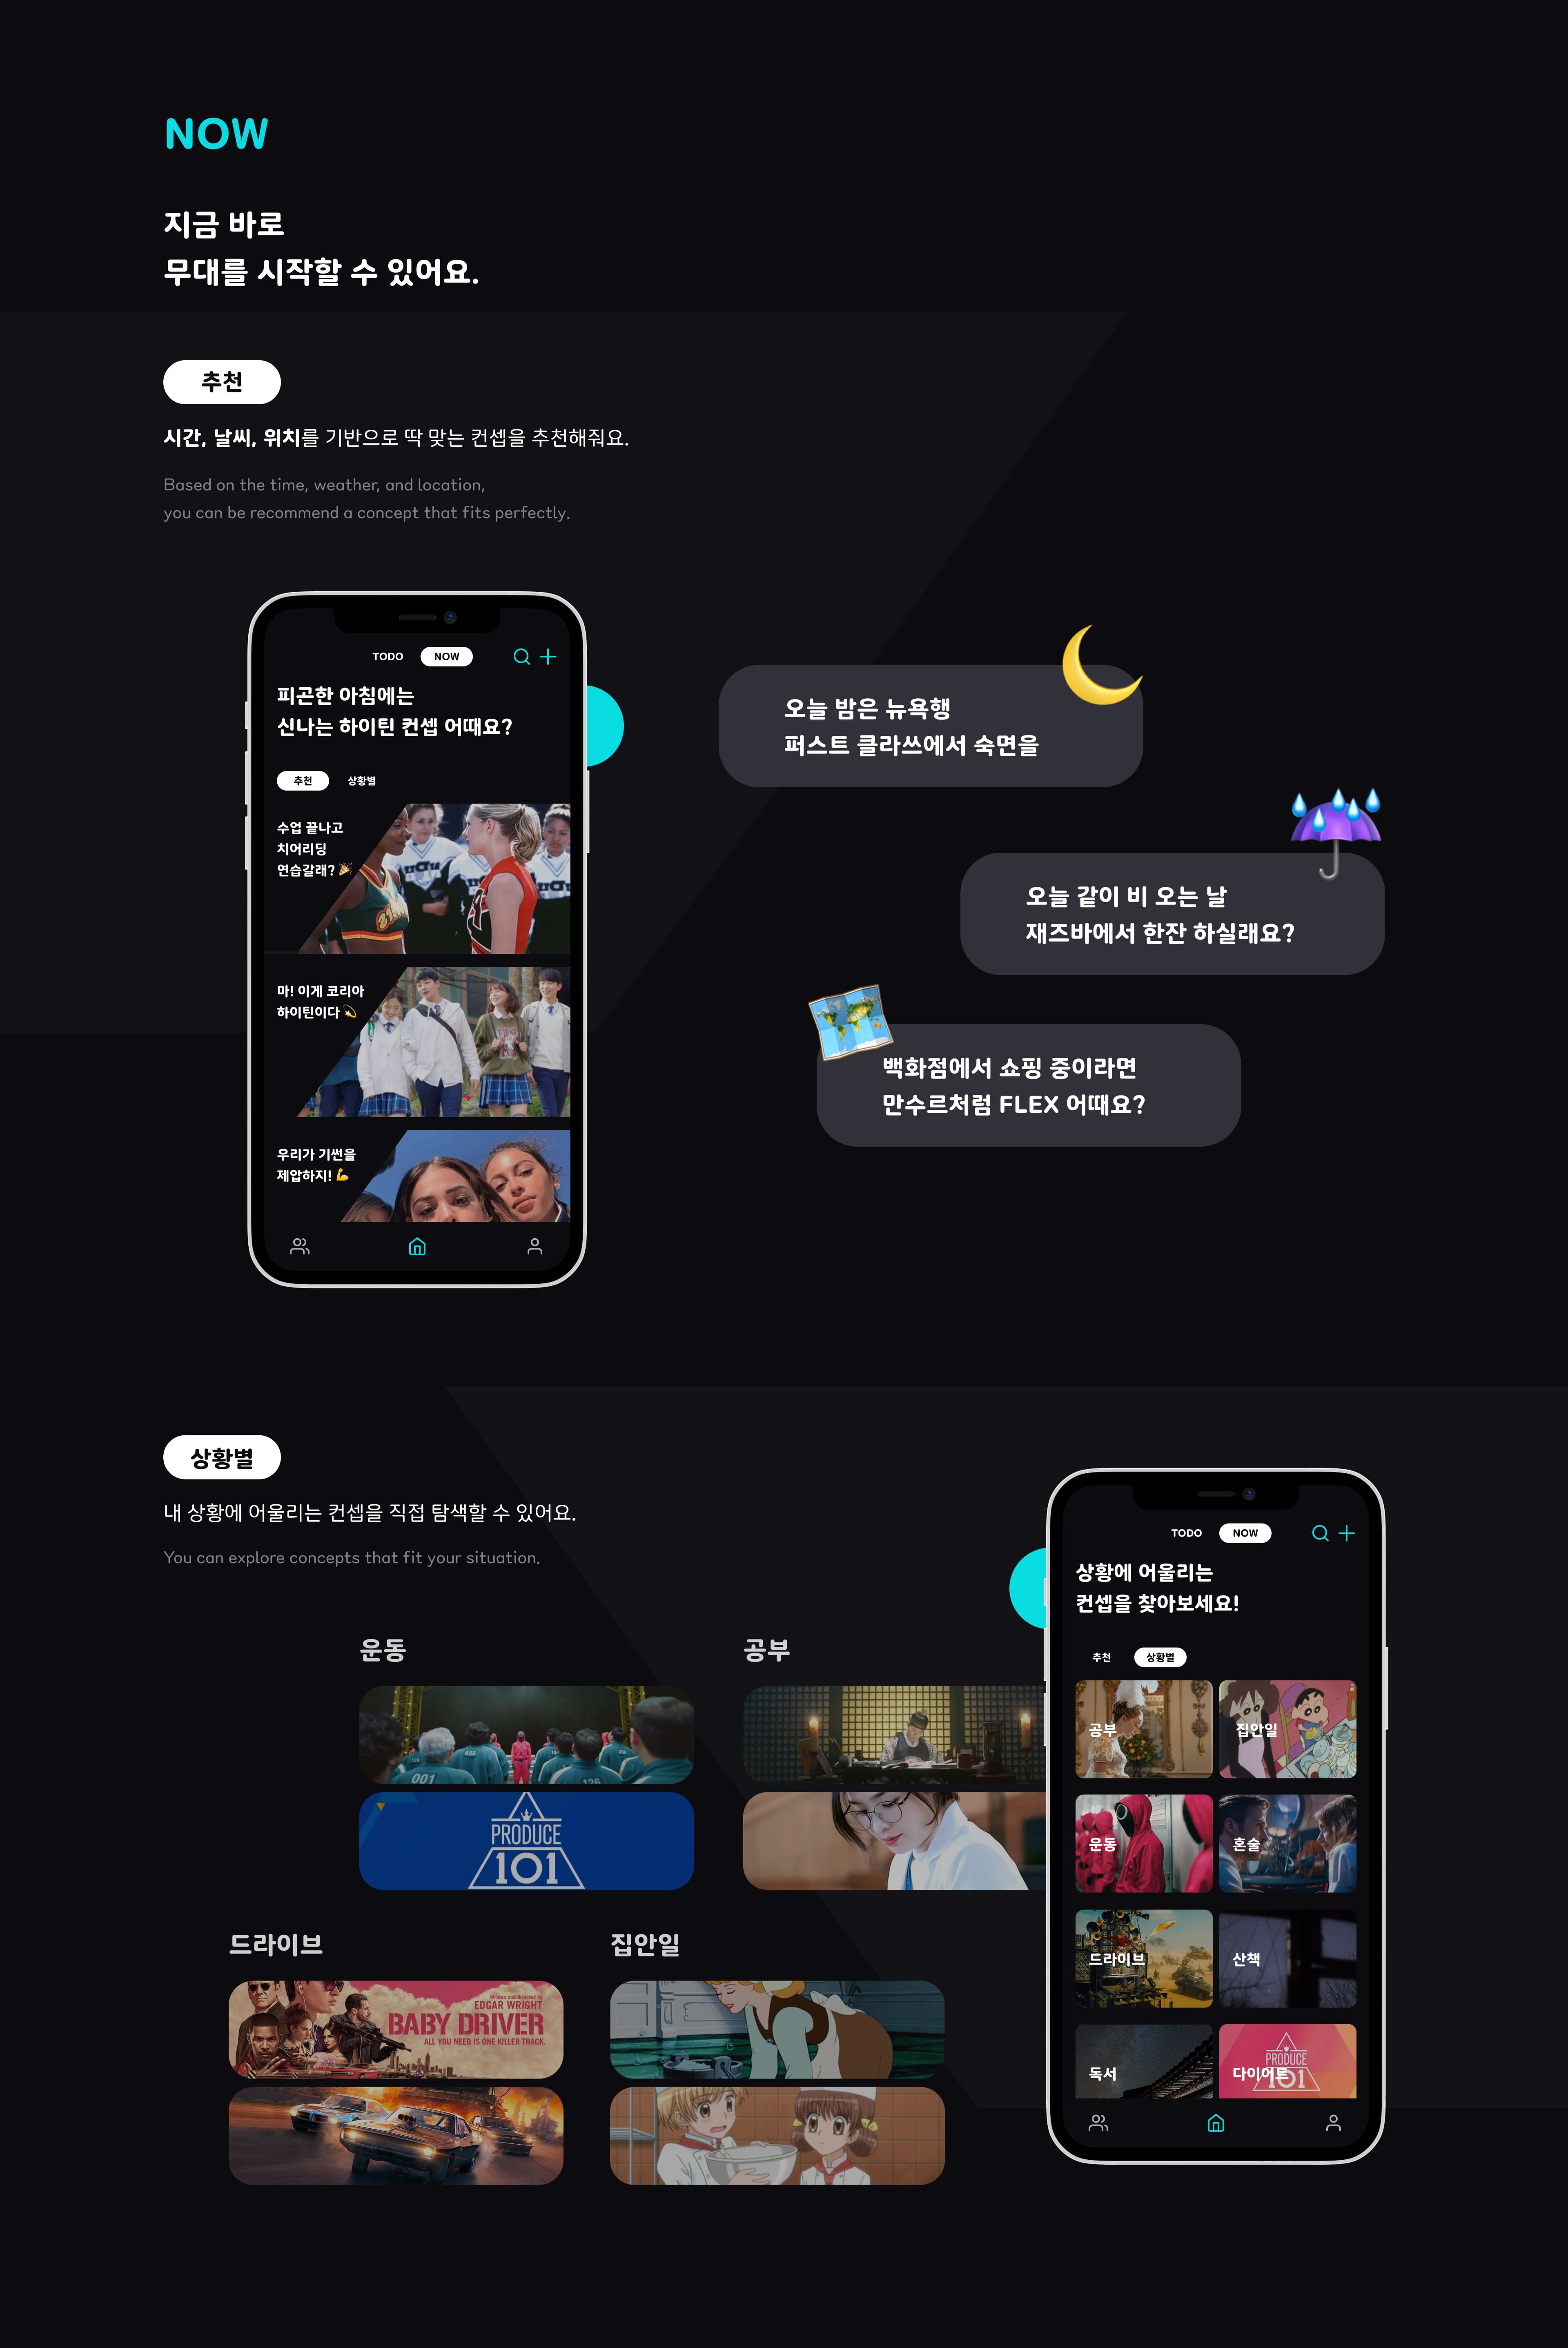 NOW
지금 바로
무대를 시작할 수 있어요.
추천
시간, 날씨, 위치를 기반으로 딱 맞는 컨셉을 추천해줘요.
Based on the time, weather, and location,
you can be recommend a concept that fits perfectly.
TODO NOW
피곤한 아침에는
신나는 하이틴 컨셉 어때요?
추천 상황별
수업 끝나고
치어리딩
연습갈래? 🎉
마! 이게 코리아
하이틴이다 💫
우리가 기썬을
제압하지! 💪
오늘 밤은 뉴욕행
퍼스트 클라쓰에서 숙면을
오늘 같이 비 오는 날
재즈바에서 한잔 하실래요?
백화점에서 쇼핑 중이라면
만수르처럼 FLEX 어때요?
상황별
내 상황에 어울리는 컨셉을 직접 탐색할 수 있어요.
You can explore concepts that fit your situation.
운동
001
456
PRODUCE
101
공부
드라이브
Written and Directed by
EDGAR WRIGHT
BABY DRIVER
ALL YOU NEED IS ONE KILLER TRACK.
집안일
TODO NOW
상황에 어울리는
컨셉을 찾아보세요!
추천 상황별
공부
집안일
운동
혼술
드라이브
산책
독서
다이어트
PRODUCE
101